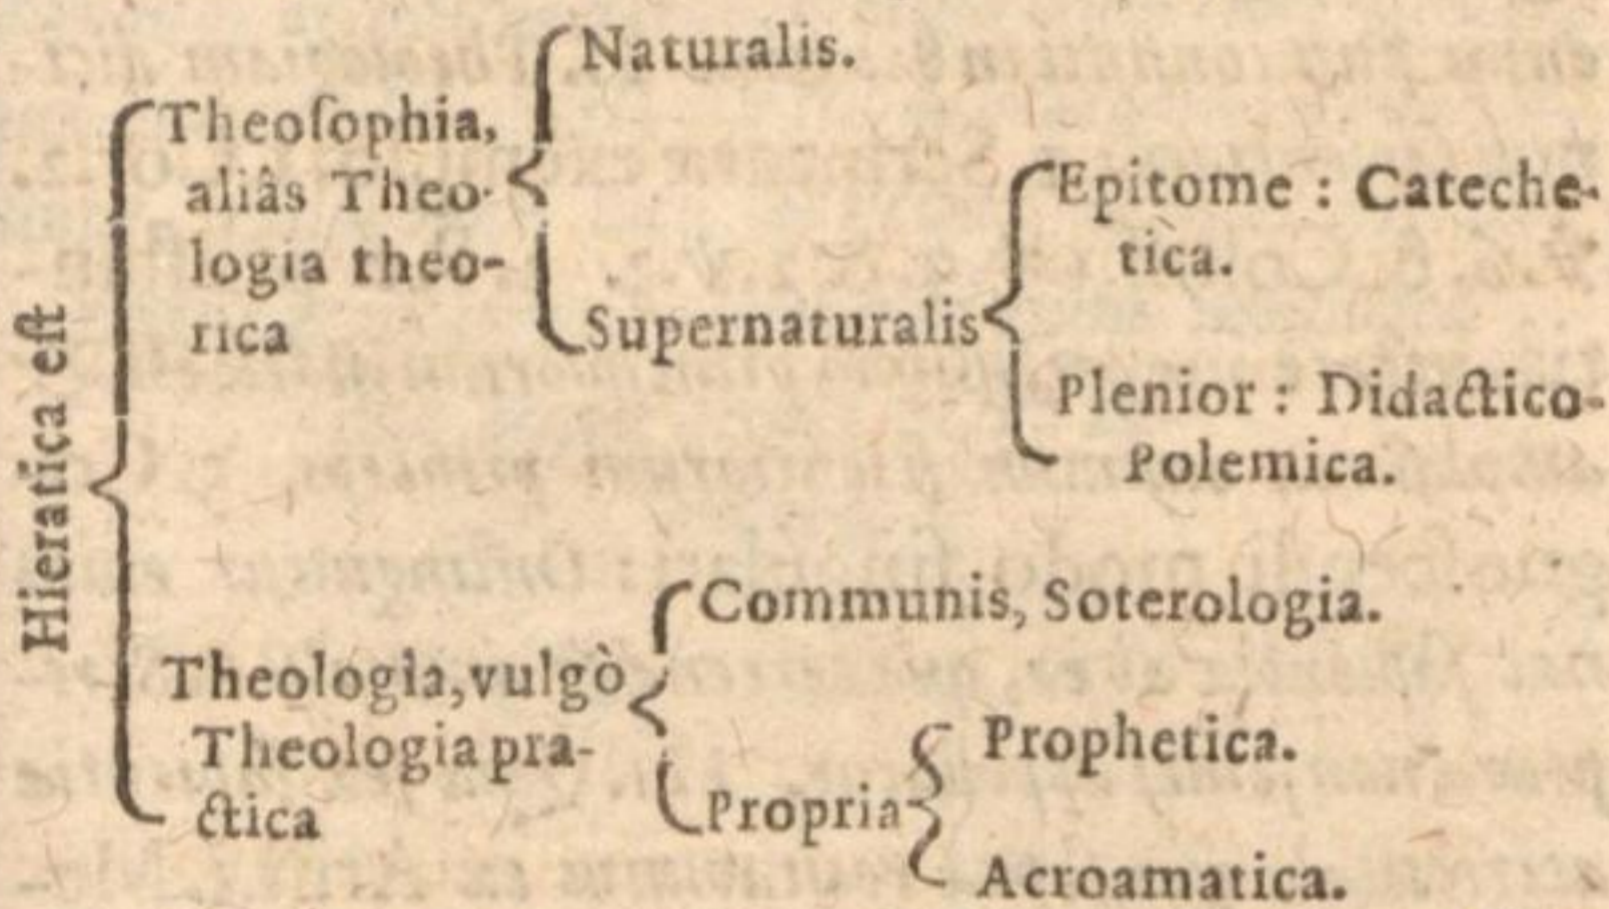 Hieratica eſt
Theoſophia,
aliâs Theo-
logia theo-
rica
Naturalis.
Supernaturalis
Epitome : Cateche-
tica.
Plenior : Didactico-
Polemica.
Theologia, vulgò
Theologia pra-
ctica
Communis, Soterologia.
Propria
Prophetica.
Acroamatica.